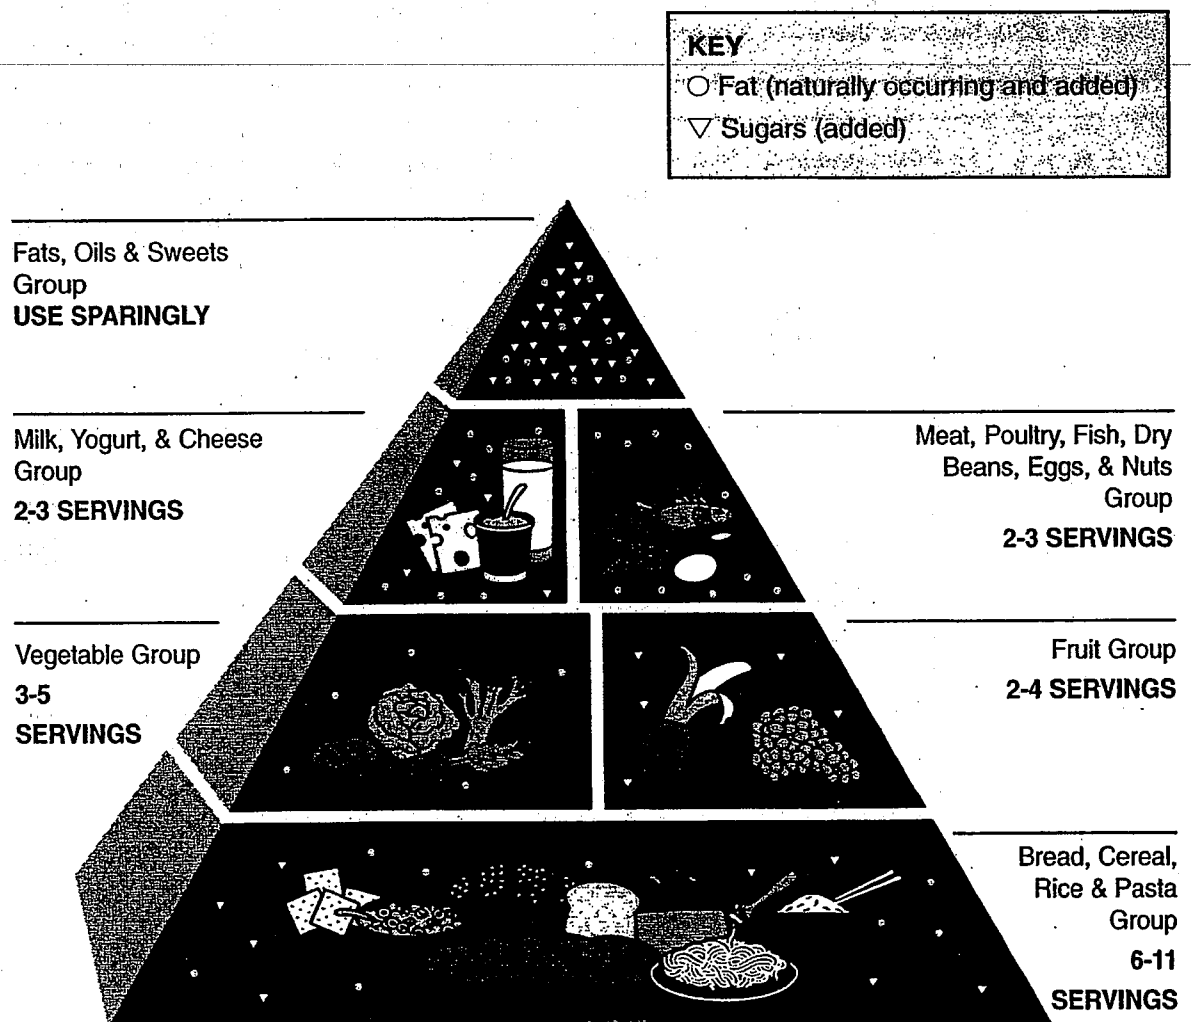 KEY
Fat (naturally occurring and added)
Sugars (added)
Fats, Oils & Sweets
Group
USE SPARINGLY
Milk, Yogurt, & Cheese
Group
2-3 SERVINGS
Meat, Poultry, Fish, Dry
Beans, Eggs, & Nuts
Group
2-3 SERVINGS
Vegetable Group
3-5
SERVINGS
Fruit Group
2-4 SERVINGS
Bread, Cereal,
Rice & Pasta
Group
6-11
SERVINGS